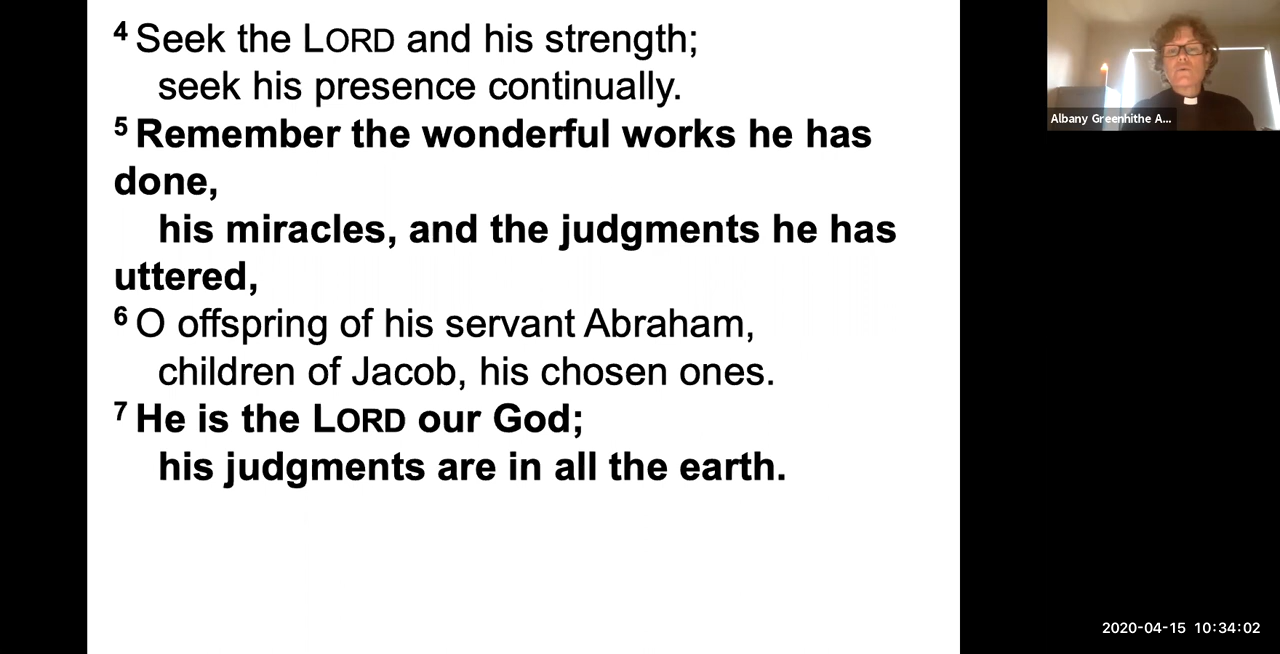 4 Seek the LORD and his strength;
seek his presence continually.
5 Remember the wonderful works he has
done,
his miracles, and the judgments he has
uttered,
6 O offspring of his servant Abraham,
children of Jacob, his chosen ones.
7 He is the LORD our God;
his judgments are in all the earth.
Albany Greenhithe A...
2020-04-15 10:34:02